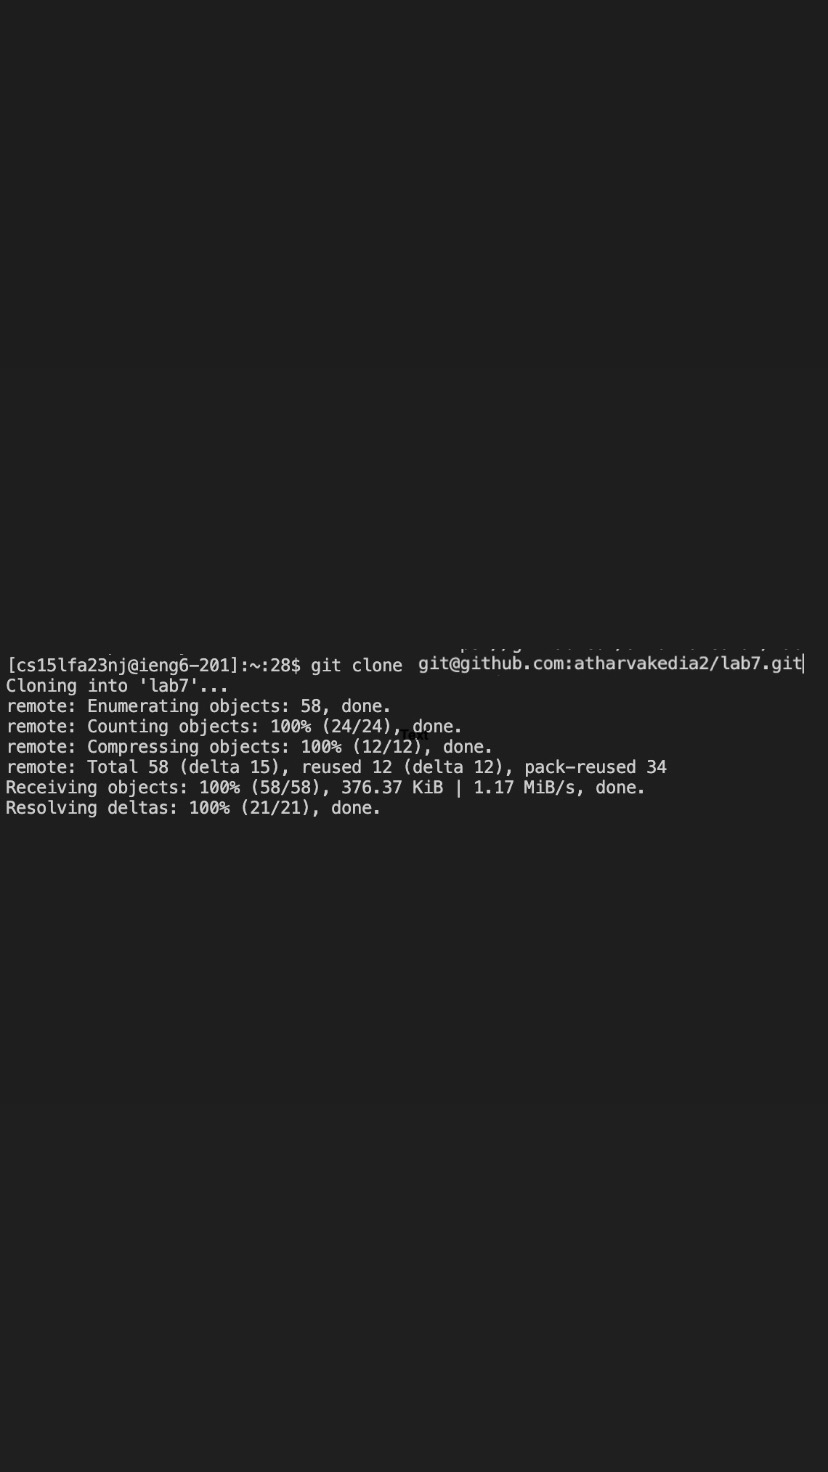 [cs15lfa23nj@ieng6-201]:~:28$ git clone git@github.com:atharvakedia2/lab7.git
Cloning into 'lab7'...
remote: Enumerating objects: 58, done.
remote: Counting objects: 100% (24/24), done.
remote: Compressing objects: 100% (12/12), done.
remote: Total 58 (delta 15), reused 12 (delta 12), pack-reused 34
Receiving objects: 100% (58/58), 376.37 KiB | 1.17 MiB/s, done.
Resolving deltas: 100% (21/21), done.